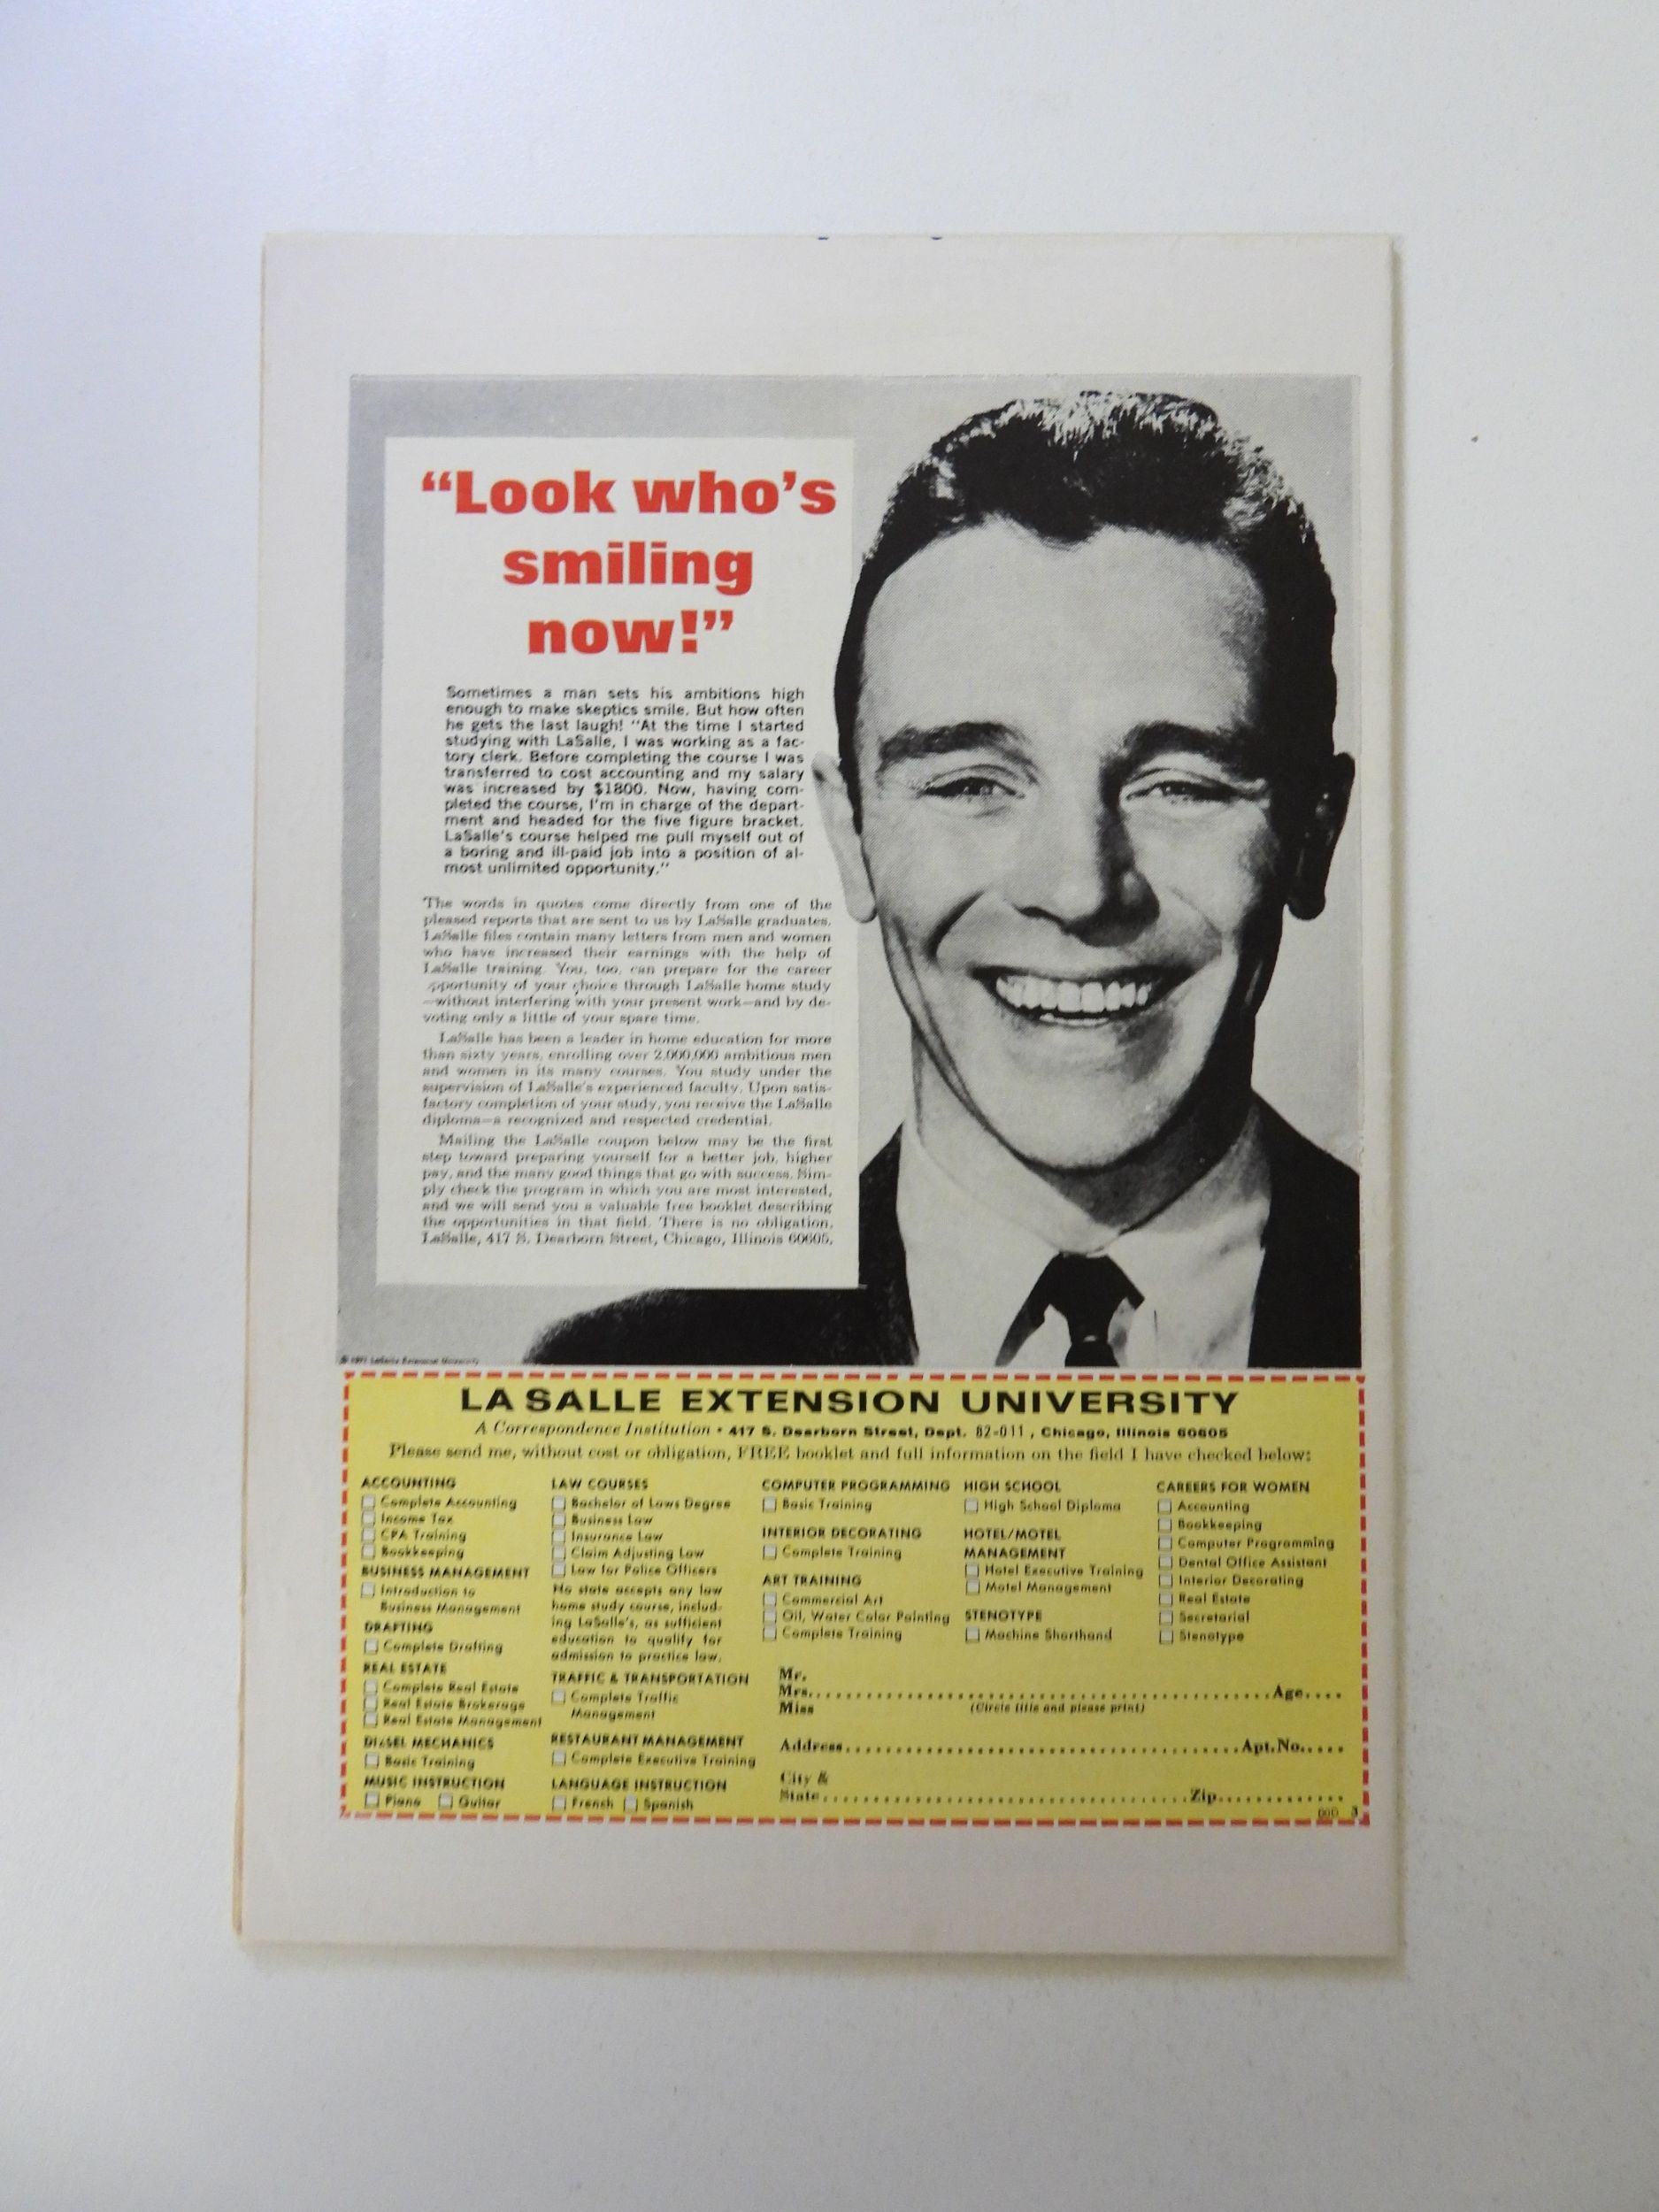 “Look who’s
smiling
now!”
Sometimes a man sets his ambitions high
enough to make skeptics smile. But how often
he gets the last laugh! “At the time I started
studying with LaSalle, I was working as a fac-
tory clerk. Before completing the course I was
transferred to cost accounting and my salary
was increased by $1800. Now, having com-
pleted the course, I’m in charge of the depart-
ment and headed for the five figure bracket.
LaSalle’s course helped me pull myself out of
a boring and ill-paid job into a position of al-
most unlimited opportunity.”
The words in quotes come directly from one of the
pleased reports that are sent to us by LaSalle graduates.
LaSalle files contain many letters from men and women
who have increased their earnings with the help of
LaSalle training. You, too, can prepare for the career
pportunity of your choice through LaSalle home study
—without interfering with your present work—and by de-
voting only a little of your spare time.
LaSalle has been a leader in home education for more
than sixty years, enrolling over 2,000,000 ambitious men
and women in its many courses. You study under the
supervision of LaSalle’s experienced faculty. Upon satis-
factory completion of your study, you receive the LaSalle
diploma—a recognized and respected credential.
Mailing the LaSalle coupon below may be the first
step toward preparing yourself for a better job, higher
pay, and the many good things that go with success. Sim-
ply check the program in which you are most interested,
and we will send you a valuable free booklet describing
the opportunities in that field. There is no obligation.
LaSalle, 417 S. Dearborn Street, Chicago, Illinois 60605.
© 1971 LaSalle Extension University
LA SALLE EXTENSION UNIVERSITY
A Correspondence Institution • 417 S. Dearborn Street, Dept. 82-011, Chicago, Illinois 60605
Please send me, without cost or obligation, FREE booklet and full information on the field I have checked below:
ACCOUNTING
Complete Accounting
Income Tax
CPA Training
Bookkeeping
BUSINESS MANAGEMENT
Introduction to
Business Management
DRAFTING
Complete Drafting
REAL ESTATE
Complete Real Estate
Real Estate Brokerage
Real Estate Management
DIESEL MECHANICS
Basic Training
MUSIC INSTRUCTION
Piano Guitar
LAW COURSES
Bachelor of Laws Degree
Business Law
Insurance Law
Claim Adjusting Law
Law for Police Officers
No state accepts any law
home study course, includ-
ing LaSalle’s, as sufficient
education to qualify for
admission to practice law.
TRAFFIC & TRANSPORTATION
Complete Traffic
Management
RESTAURANT MANAGEMENT
Complete Executive Training
LANGUAGE INSTRUCTION
French Spanish
COMPUTER PROGRAMMING
Basic Training
INTERIOR DECORATING
Complete Training
ART TRAINING
Commercial Art
Oil, Water Color Painting
Complete Training
HIGH SCHOOL
High School Diploma
HOTEL/MOTEL
MANAGEMENT
Hotel Executive Training
Motel Management
STENOTYPE
Machine Shorthand
CAREERS FOR WOMEN
Accounting
Bookkeeping
Computer Programming
Dental Office Assistant
Interior Decorating
Real Estate
Secretarial
Stenotype
Mr.
Mrs. Age
Miss (Circle title and please print)
Address Apt.No.
City &
State Zip
3